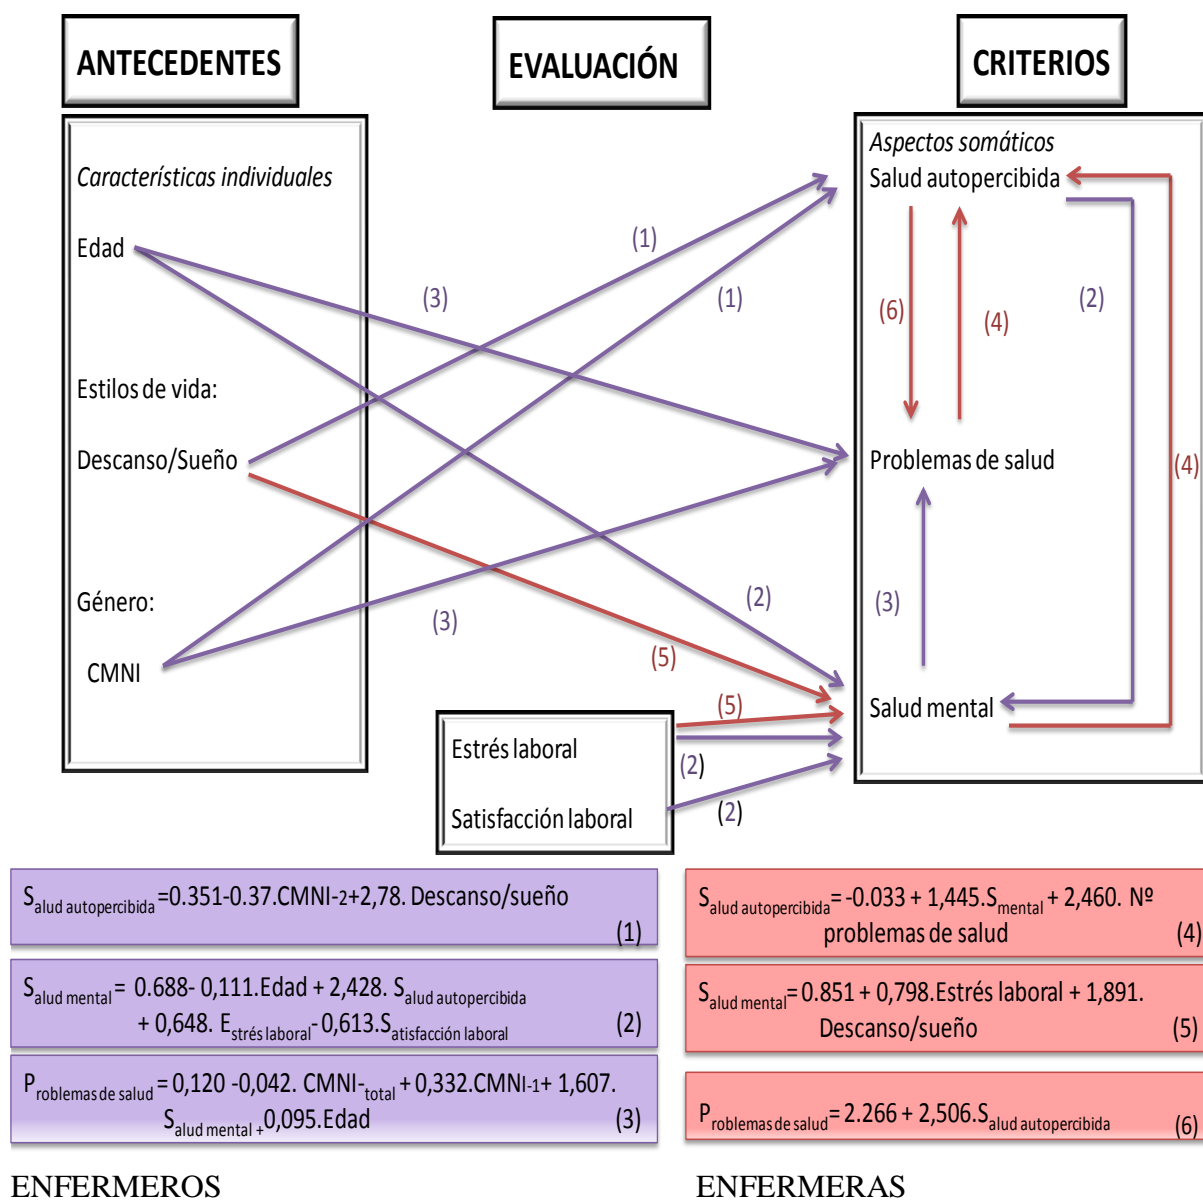 ANTECEDENTES
EVALUACIÓN
CRITERIOS
Características individuales
Edad
Estilos de vida:
Descanso/Sueño
Género:
CMNI
(1)
(3)
(1)
(2)
(3)
(5)
(5)
(2)
(2)
Estrés laboral
Satisfacción laboral
Aspectos somáticos
Salud autopercibida
(6)
(4)
(2)
Problemas de salud
(4)
(3)
Salud mental
Salud autopercibida=0.351-0.37.CMNI-2+2,78. Descanso/sueño
(1)
Salud mental= 0.688- 0,111.Edad + 2,428. Salud autopercibida
+ 0,648. Estrés laboral- 0,613.Satisfacción laboral (2)
Problemas de salud = 0,120 -0,042. CMNI-total + 0,332.CMNI-1+ 1,607.
Salud mental +0,095.Edad (3)
Salud autopercibida= -0.033 + 1,445.Smental + 2,460. Nº
problemas de salud (4)
Salud mental= 0.851 + 0,798.Estrés laboral + 1,891.
Descanso/sueño (5)
Problemas de salud= 2.266 + 2,506.Salud autopercibida (6)
ENFERMEROS
ENFERMERAS